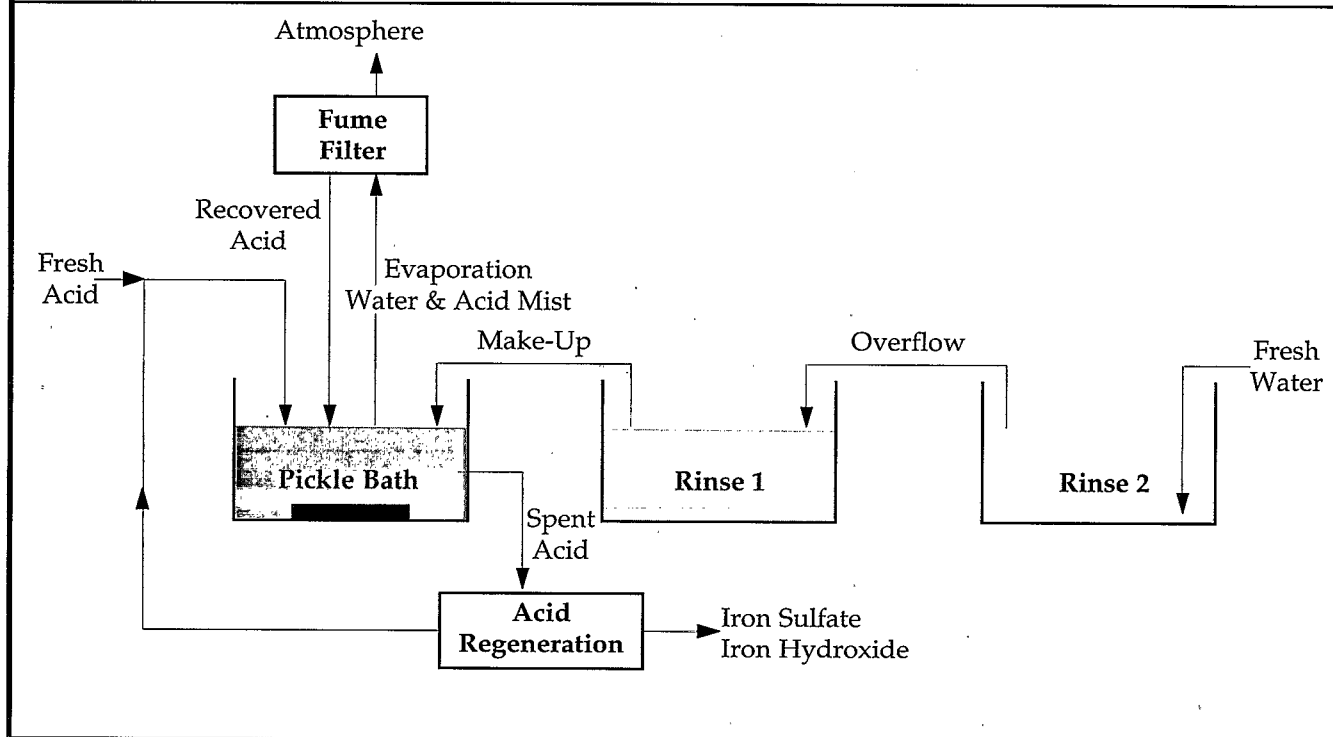 Atmosphere
Fume
Filter
Recovered
Acid
Fresh
Acid
Evaporation
Water & Acid Mist
Make-Up
Overflow
Fresh
Water
Pickle Bath
Rinse 1
Rinse 2
Spent
Acid
Acid
Regeneration
Iron Sulfate
Iron Hydroxide